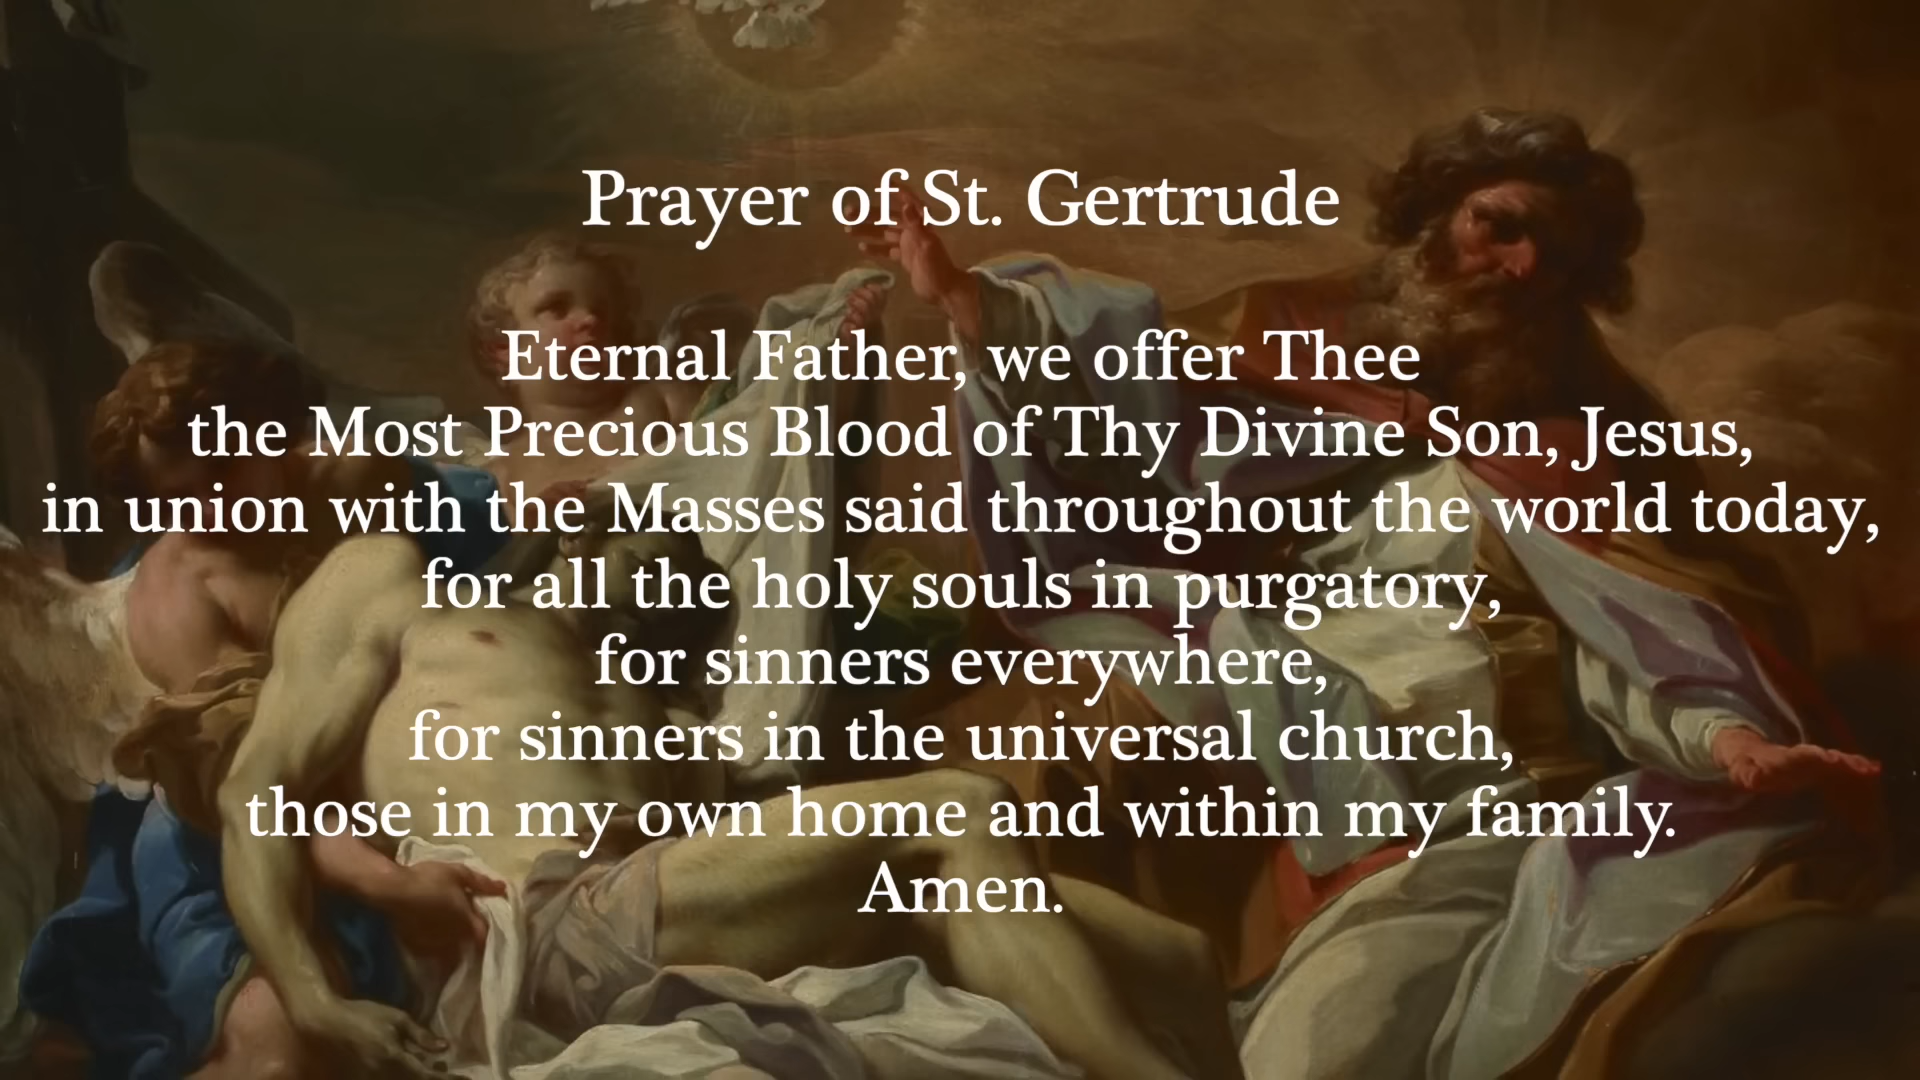 Prayer of St. Gertrude
Eternal Father, we offer Thee
the Most Precious Blood of Thy Divine Son, Jesus,
in union with the Masses said throughout the world today,
for all the holy souls in purgatory,
for sinners everywhere,
for sinners in the universal church,
those in my own home and within my family.
Amen.